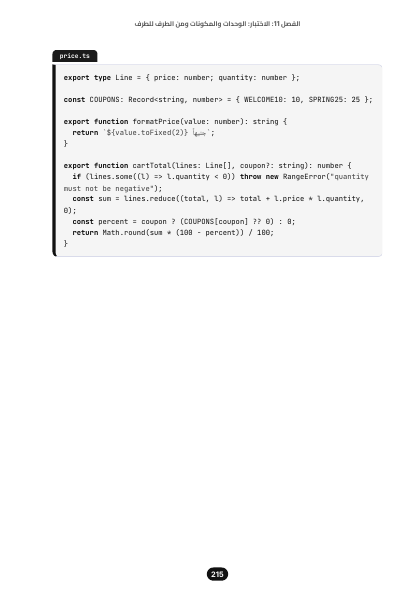 الفصل 11: الاختبار: الوحدات والمكونات ومن الطرف للطرف
price.ts
export type Line = { price: number; quantity: number };
const COUPONS: Record<string, number> = { WELCOME10: 10, SPRING25: 25 };
export function formatPrice(value: number): string {
  return `${value.toFixed(2)} جنيهاً`;
}
export function cartTotal(lines: Line[], coupon?: string): number {
  if (lines.some((l) => l.quantity < 0)) throw new RangeError("quantity
must not be negative");
  const sum = lines.reduce((total, l) => total + l.price * l.quantity,
0);
  const percent = coupon ? (COUPONS[coupon] ?? 0) : 0;
  return Math.round(sum * (100 - percent)) / 100;
}
215